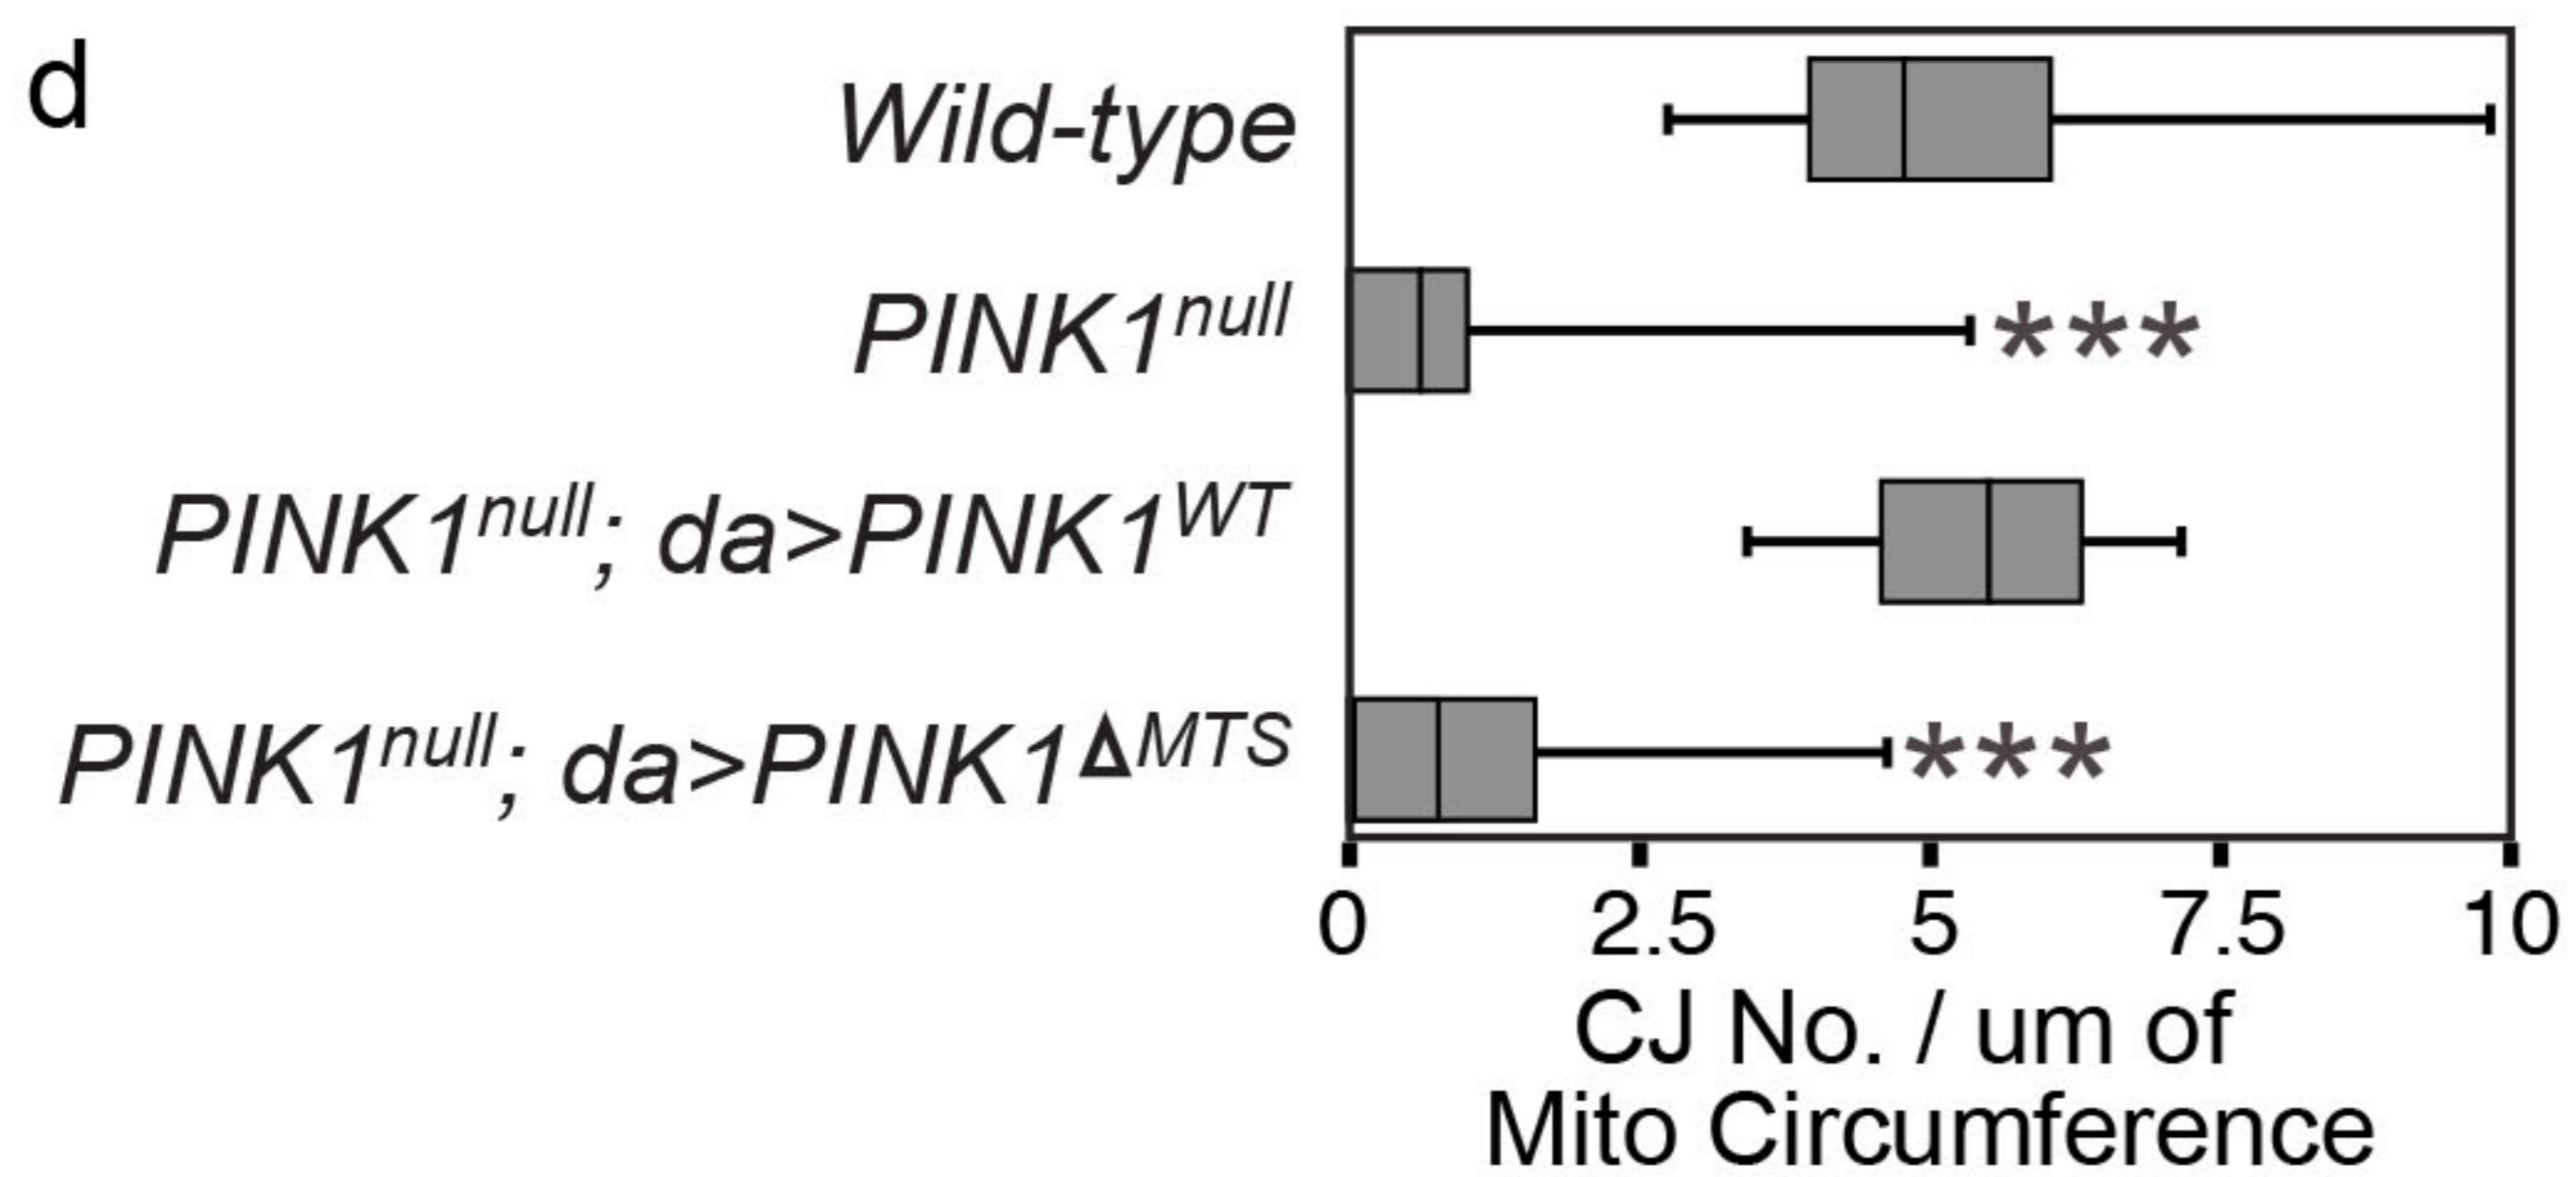 d
Wild-type
PINK1null
***
PINK1null; da>PINK1WT
PINK1null; da>PINK1ΔMTS
***
0 2.5 5 7.5 10
CJ No. / um of
Mito Circumference